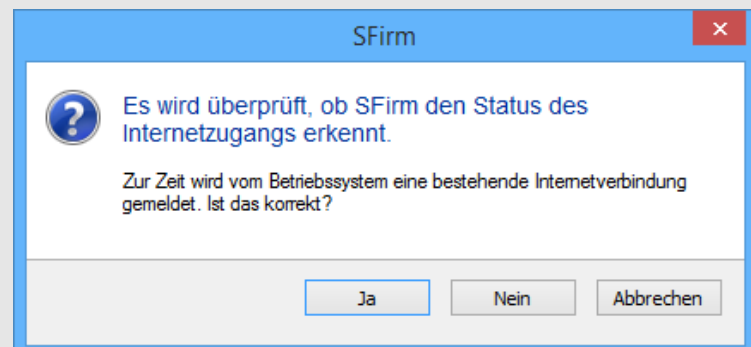 SFirm
Es wird überprüft, ob SFirm den Status des
Internetzugangs erkennt.
Zur Zeit wird vom Betriebssystem eine bestehende Internetverbindung
gemeldet. Ist das korrekt?
Ja Nein Abbrechen